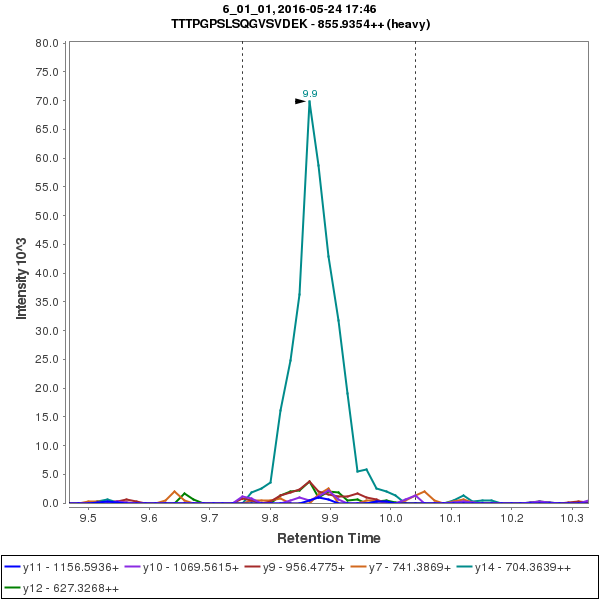 6_01_01, 2016-05-24 17:46
TTTPGPSLSQGVSVDEK - 855.9354++ (heavy)
80.0
75.0
70.0
65.0
60.0
55.0
50.0
45.0
40.0
35.0
30.0
25.0
20.0
15.0
10.0
5.0
0.0
Intensity 10^3
9.9
9.5 9.6 9.7 9.8 9.9 10.0 10.1 10.2 10.3
Retention Time
y11 - 1156.5936+ y10 - 1069.5615+ y9 - 956.4775+ y7 - 741.3869+ y14 - 704.3639++
y12 - 627.3268++